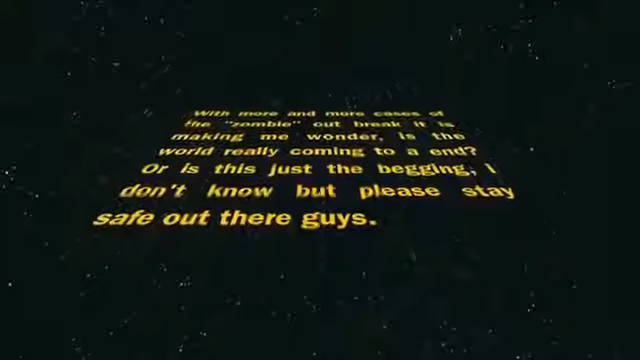 With more and more cases of
the "zombie" out break it is
making me wonder, is the
world really coming to a end?
Or is this just the begging, I
don't know but please stay
safe out there guys.